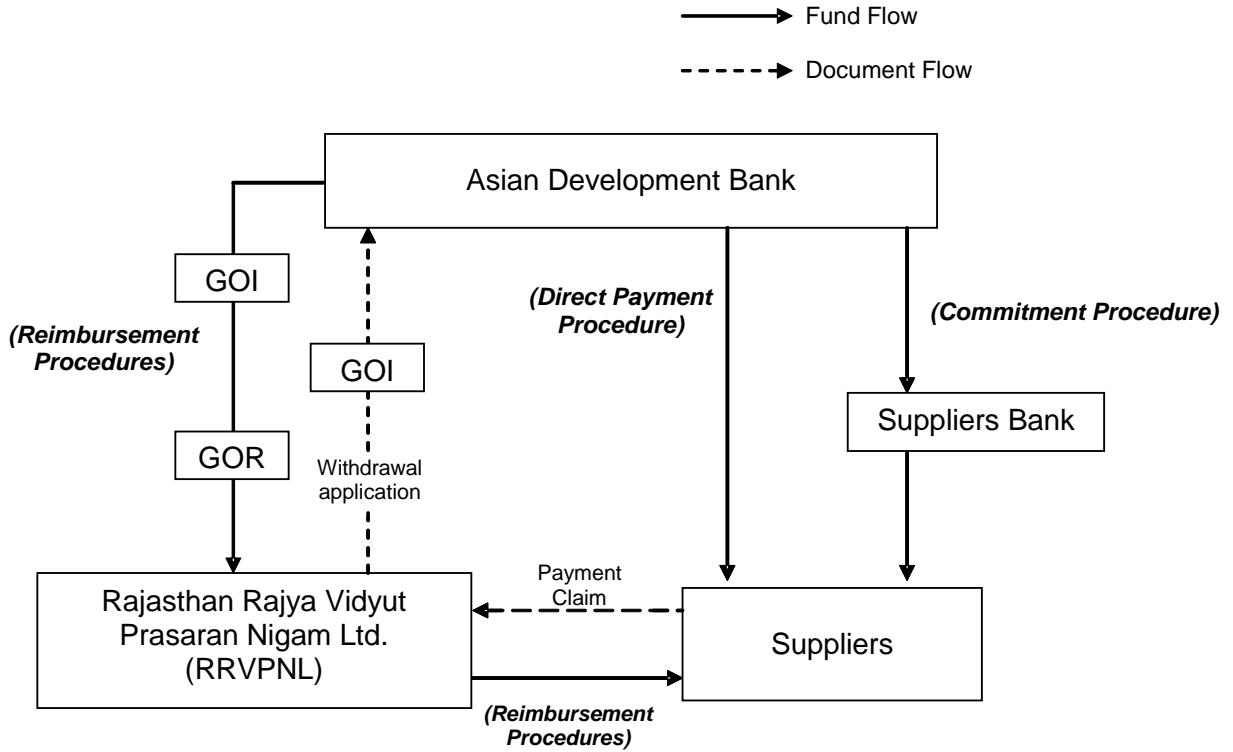 Fund Flow
Document Flow
Asian Development Bank
GOI
(Direct Payment
Procedure)
(Commitment Procedure)
(Reimbursement
Procedures)
GOI
Suppliers Bank
GOR
Withdrawal
application
Payment
Claim
Rajasthan Rajya Vidyut
Prasaran Nigam Ltd.
(RRVPNL)
Suppliers
(Reimbursement
Procedures)